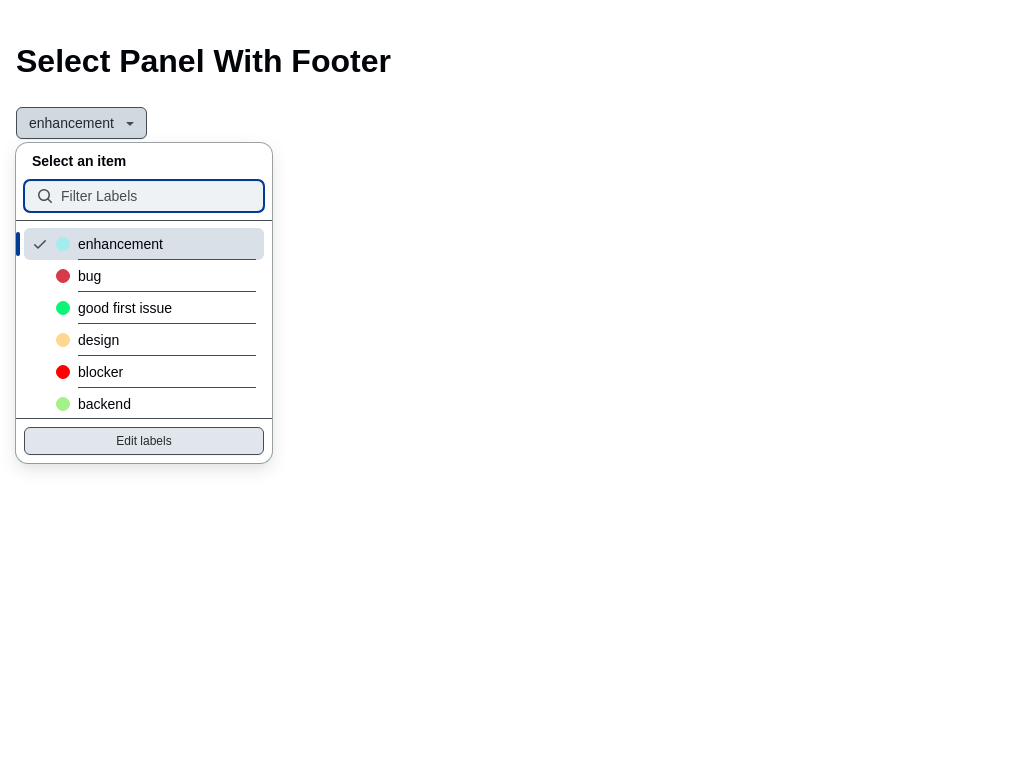 Select Panel With Footer
enhancement
Select an item
Filter Labels
enhancement
bug
good first issue
design
blocker
backend
Edit labels